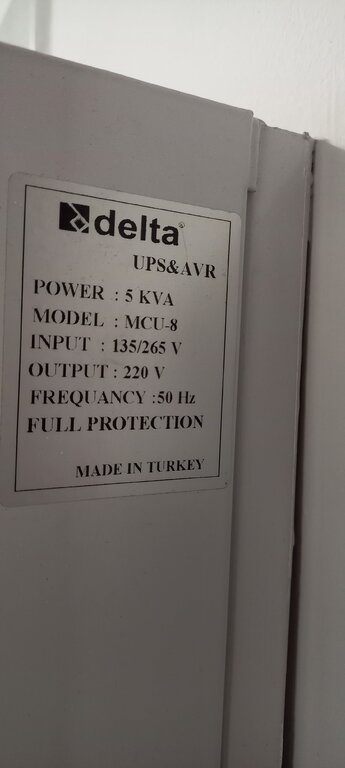 delta
UPS&AVR
POWER : 5 KVA
MODEL : MCU-8
INPUT : 135/265 V
OUTPUT : 220 V
FREQUANCY :50 Hz
FULL PROTECTION
MADE IN TURKEY